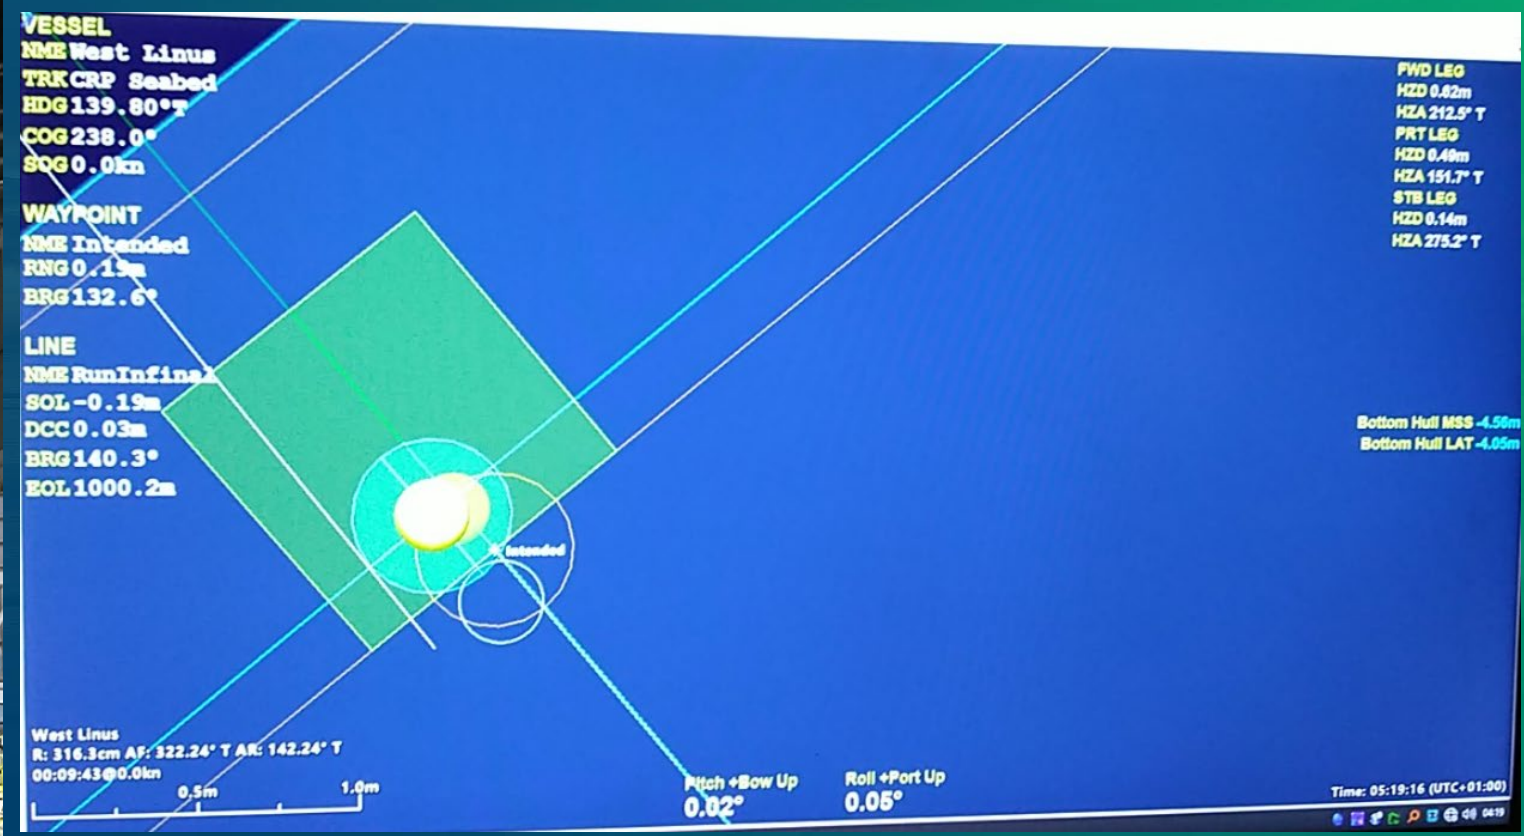 VESSEL
NME West Linus
TRK CRP Seabed
HDG 139.80°T
COG 238.0°
SOG 0.0kn
WAYPOINT
NME Intended
RNG 0.19m
BRG 132.6°
LINE
NME RunInfinal
SOL -0.19m
DCC 0.03m
BRG 140.3°
EOL 1000.2m
FWD LEG
HZD 0.62m
HZA 212.5° T
PRT LEG
HZD 0.49m
HZA 151.7° T
STB LEG
HZD 0.14m
HZA 275.2° T
Bottom Hull MSS -4.56m
Bottom Hull LAT -4.05m
Intended
West Linus
R: 316.3cm AF: 322.24° T AR: 142.24° T
00:09:43@0.0kn
0.5m 1.0m
Pitch +Bow Up
0.02°
Roll +Port Up
0.05°
Time: 05:19:16 (UTC+01:00)
04:19